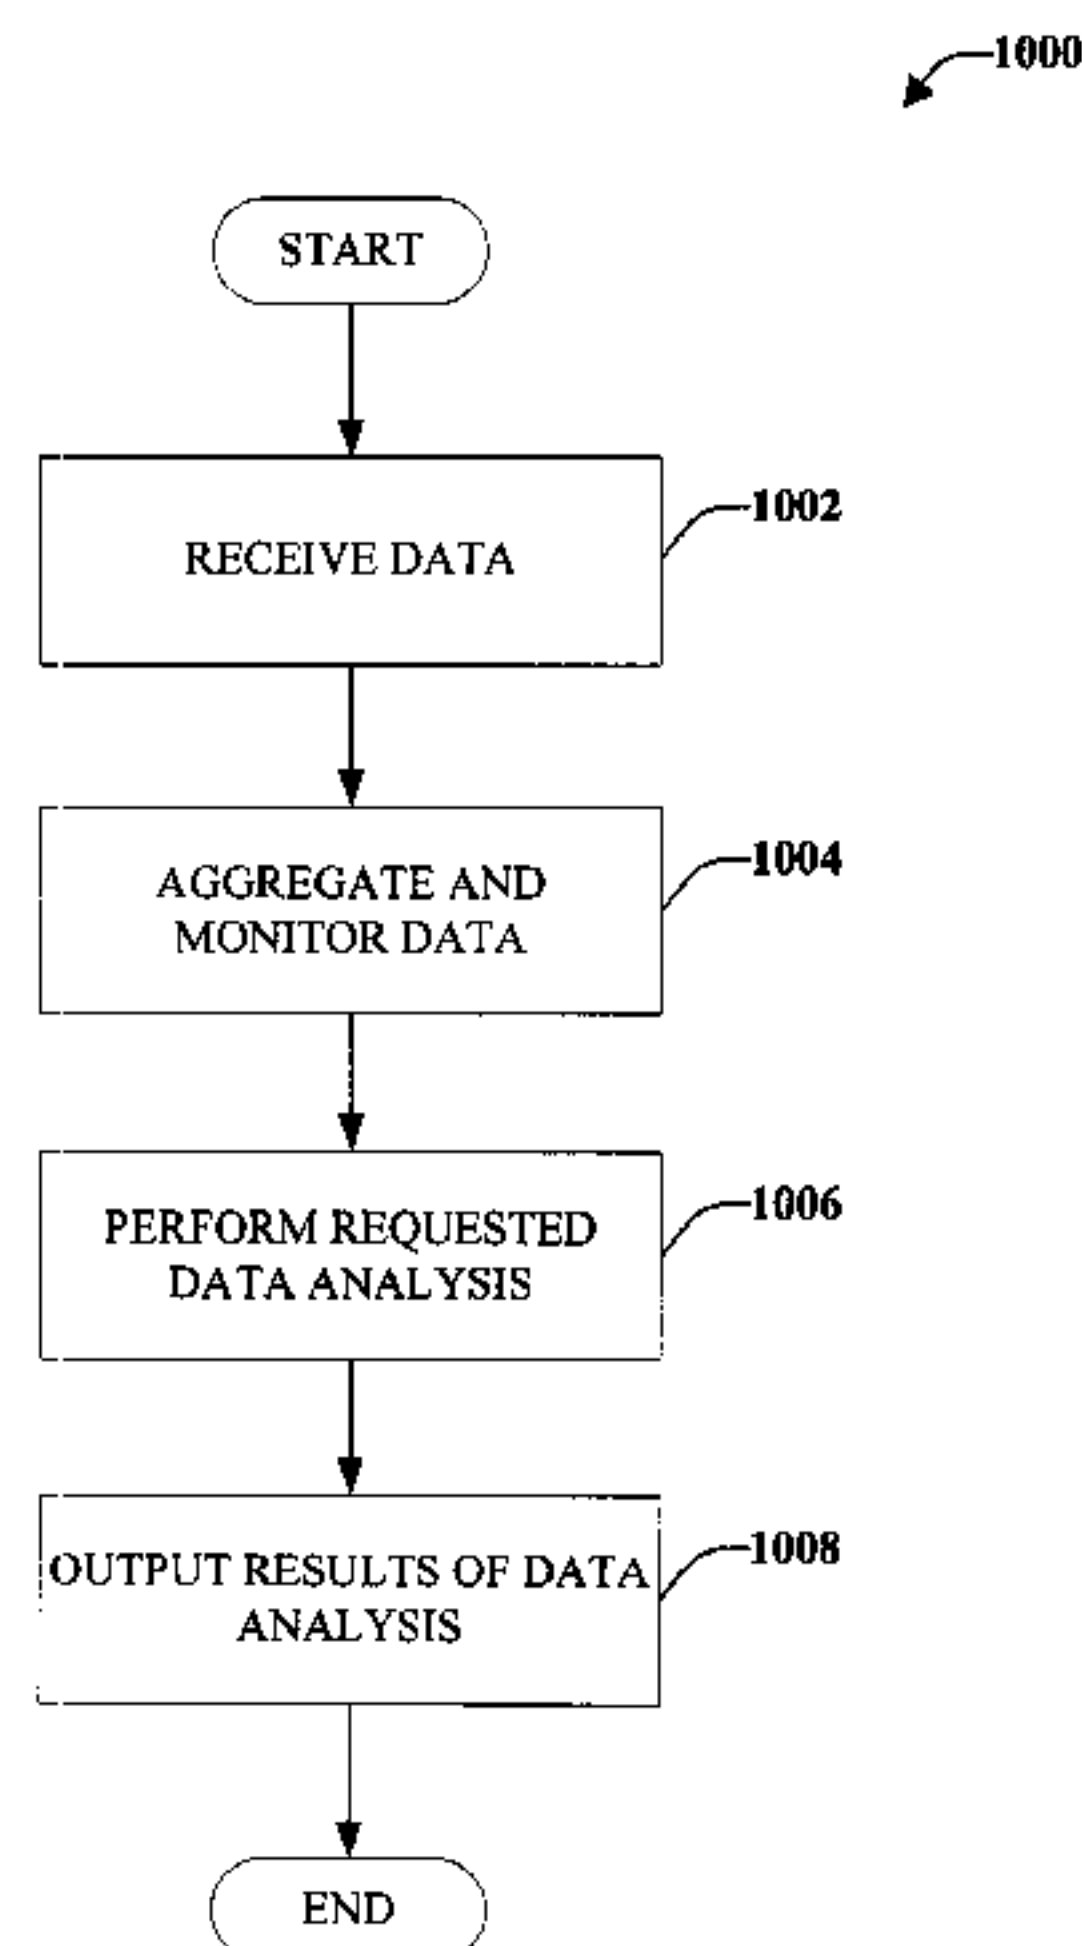 1000
START
RECEIVE DATA
1002
AGGREGATE AND
MONITOR DATA
1004
PERFORM REQUESTED
DATA ANALYSIS
1006
OUTPUT RESULTS OF DATA
ANALYSIS
1008
END